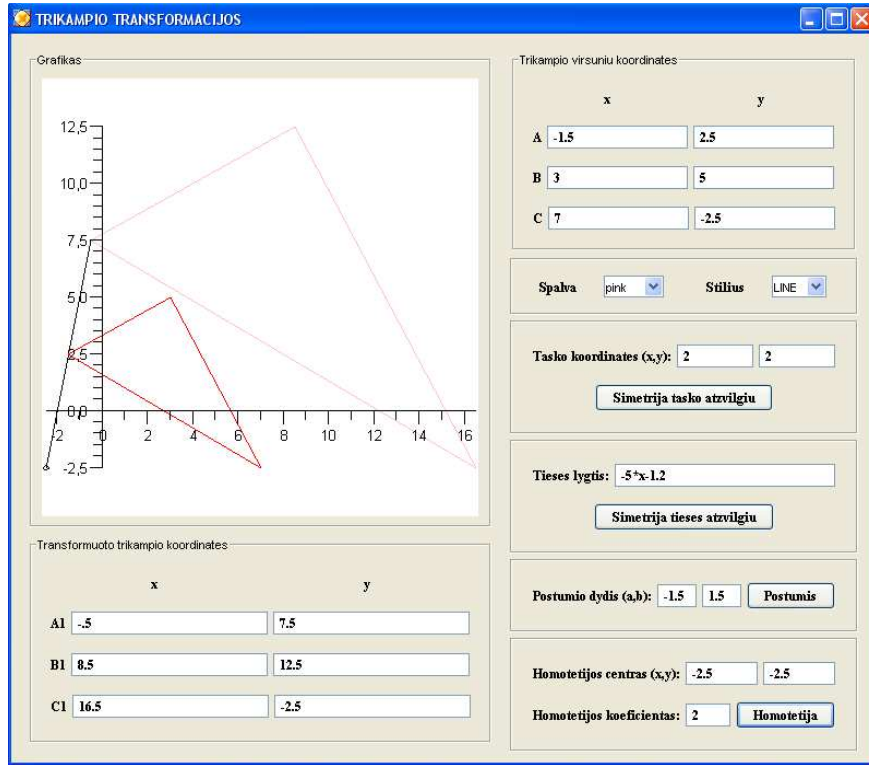 TRIKAMPIO TRANSFORMACIJOS
Grafikas
12,5
10,0
7,5
5,0
2,5
0,0
-2,5
-2 0 2 4 6 8 10 12 14 16
Transformuoto trikampio koordinates
x y
A1 -.5 7.5
B1 8.5 12.5
C1 16.5 -2.5
Trikampio virsuniu koordinates
x y
A -1.5 2.5
B 3 5
C 7 -2.5
Spalva pink Stilius LINE
Tasko koordinates (x,y): 2 2
Simetrija tasko atzvilgiu
Tieses lygtis: -5*x-1.2
Simetrija tieses atzvilgiu
Postumio dydis (a,b): -1.5 1.5 Postumis
Homotetijos centras (x,y): -2.5 -2.5
Homotetijos koeficientas: 2 Homotetija